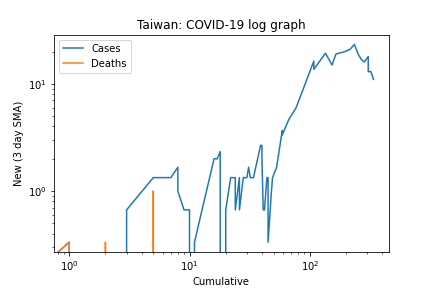 Taiwan: COVID-19 log graph
Cases
Deaths
New (3 day SMA)
10¹
10⁰
10⁰ 10¹ 10²
Cumulative